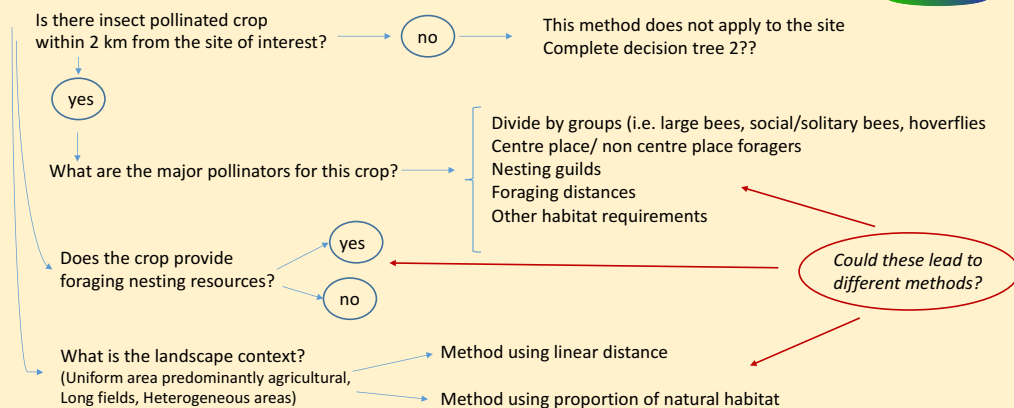 Is there insect pollinated crop
within 2 km from the site of interest?
no
This method does not apply to the site
Complete decision tree 2??
yes
What are the major pollinators for this crop?
Divide by groups (i.e. large bees, social/solitary bees, hoverflies
Centre place/ non centre place foragers
Nesting guilds
Foraging distances
Other habitat requirements
Does the crop provide
foraging nesting resources?
yes
no
Could these lead to
different methods?
What is the landscape context?
(Uniform area predominantly agricultural,
Long fields, Heterogeneous areas)
Method using linear distance
Method using proportion of natural habitat